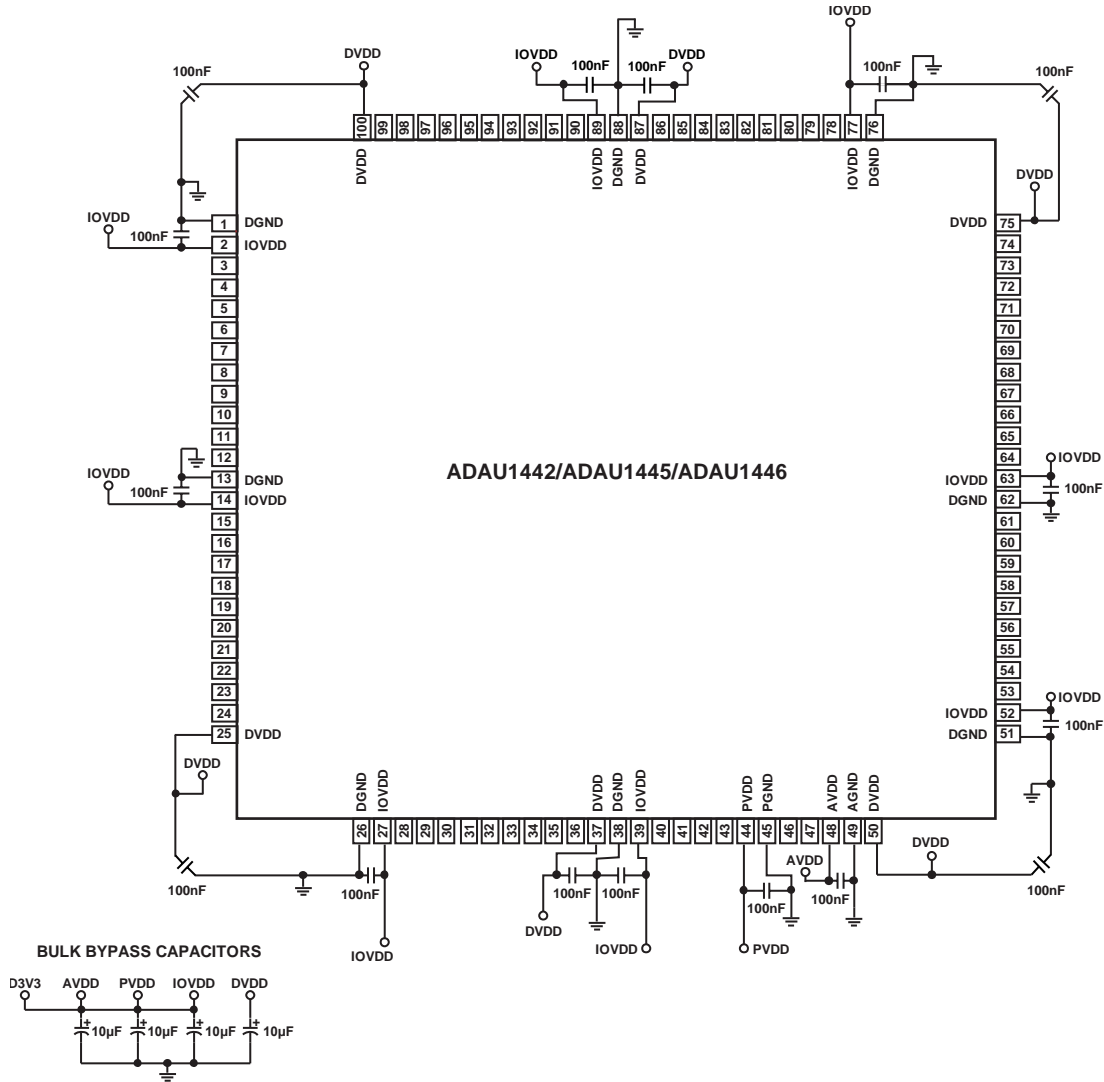 IOVDD
DVDD
IOVDD
DVDD
100nF
100nF
100nF
100nF
100nF
100 99 98 97 96 95 94 93 92 91 90 89 88 87 86 85 84 83 82 81 80 79 78 77 76
DVDD
IOVDD
DGND
DVDD
IOVDD
DGND
DVDD
IOVDD
1 DGND
DVDD 75
100nF
2 IOVDD
74
3
73
4
72
5
71
6
70
7
69
8
68
9
67
10
66
11
65
12
64
IOVDD
IOVDD
13 DGND
ADAU1442/ADAU1445/ADAU1446
IOVDD 63
100nF
14 IOVDD
DGND 62
100nF
15
61
16
60
17
59
18
58
19
57
20
56
21
55
22
54
23
53
IOVDD
24
IOVDD 52
100nF
25 DVDD
DGND 51
DVDD
DGND
IOVDD
DVDD
DGND
IOVDD
PVDD
PGND
AVDD
AGND
DVDD
26 27 28 29 30 31 32 33 34 35 36 37 38 39 40 41 42 43 44 45 46 47 48 49 50
DVDD
AVDD
100nF
100nF
100nF
100nF
100nF
100nF
100nF
DVDD
IOVDD
IOVDD
PVDD
BULK BYPASS CAPACITORS
D3V3 AVDD PVDD IOVDD DVDD
+ + + +
10µF 10µF 10µF 10µF